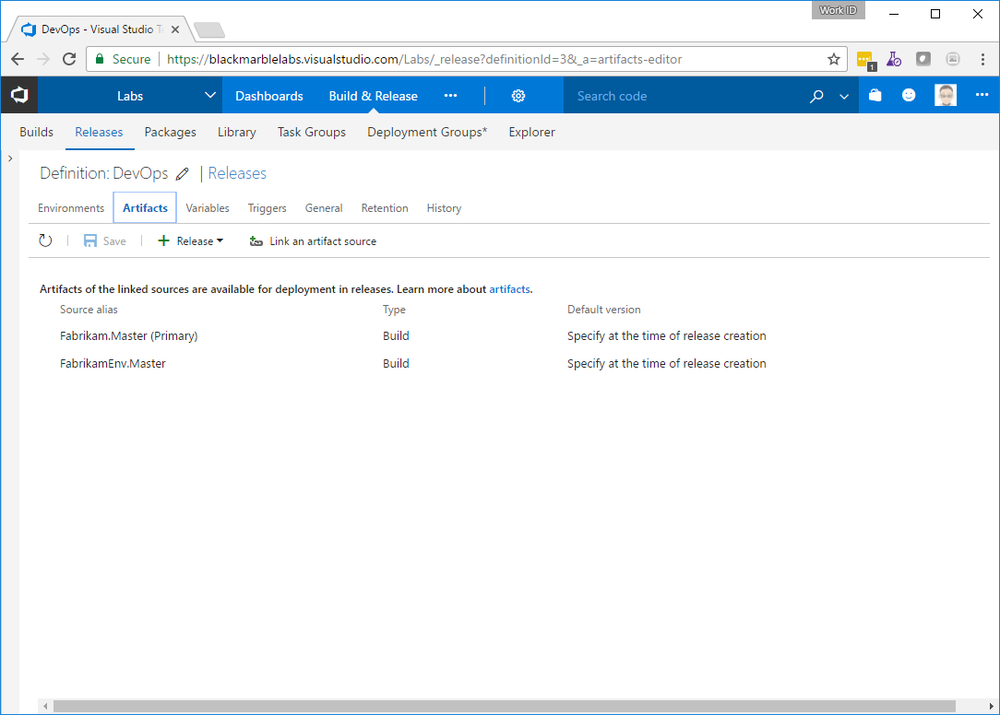 Work ID
DevOps - Visual Studio T
Secure https://blackmarblelabs.visualstudio.com/Labs/_release?definitionId=3&_a=artifacts-editor
1
Labs Dashboards Build & Release ... Search code ...
Builds Releases Packages Library Task Groups Deployment Groups* Explorer
Definition: DevOps | Releases
Environments Artifacts Variables Triggers General Retention History
Save + Release Link an artifact source
Artifacts of the linked sources are available for deployment in releases. Learn more about artifacts.
Source alias Type Default version
Fabrikam.Master (Primary) Build Specify at the time of release creation
FabrikamEnv.Master Build Specify at the time of release creation